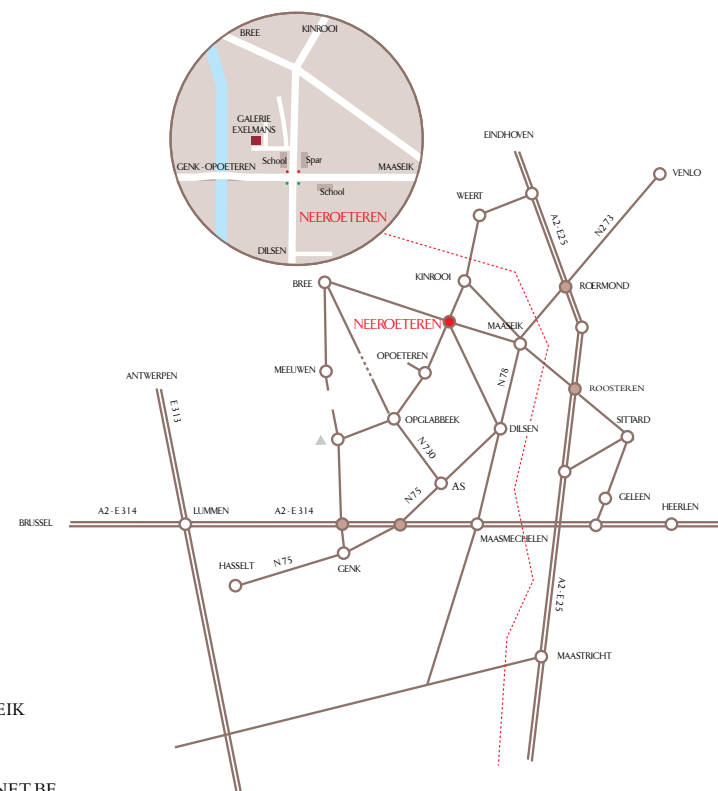 BREE
KINROOI
GALERIE
EXELMANS
School
Spar
GENK - OPOETEREN
MAASEIK
School
NEEROETEREN
DILSEN
EINDHOVEN
VENLO
WEERT
A2 - E25
N273
KINROOI
BREE
ROERMOND
NEEROETEREN
MAASEIK
OPOETEREN
MEEUWEN
ANTWERPEN
N78
ROOSTEREN
E313
OPGLABBEEK
DILSEN
SITTARD
N730
AS
N75
GELEEN
HEERLEN
BRUSSEL
A2 - E 314
LUMMEN
A2 - E 314
MAASMECHELEN
HASSELT
N75
GENK
A2 - E 25
MAASTRICHT
EIK
NET.BE